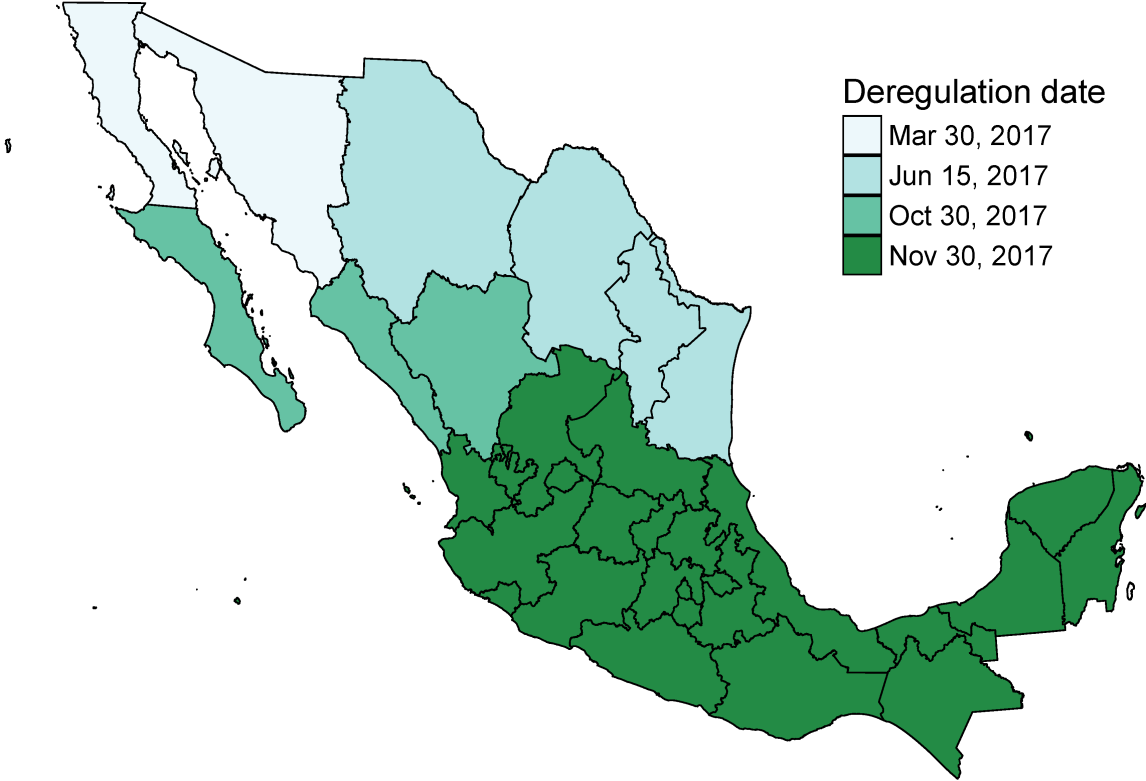 Deregulation date
Mar 30, 2017
Jun 15, 2017
Oct 30, 2017
Nov 30, 2017